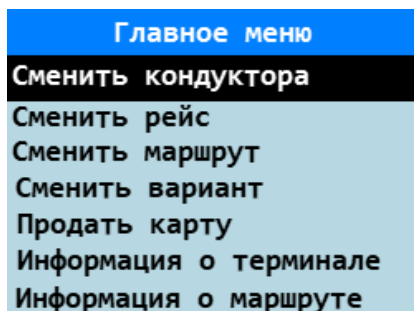 Главное меню
Сменить кондуктора
Сменить рейс
Сменить маршрут
Сменить вариант
Продать карту
Информация о терминале
Информация о маршруте